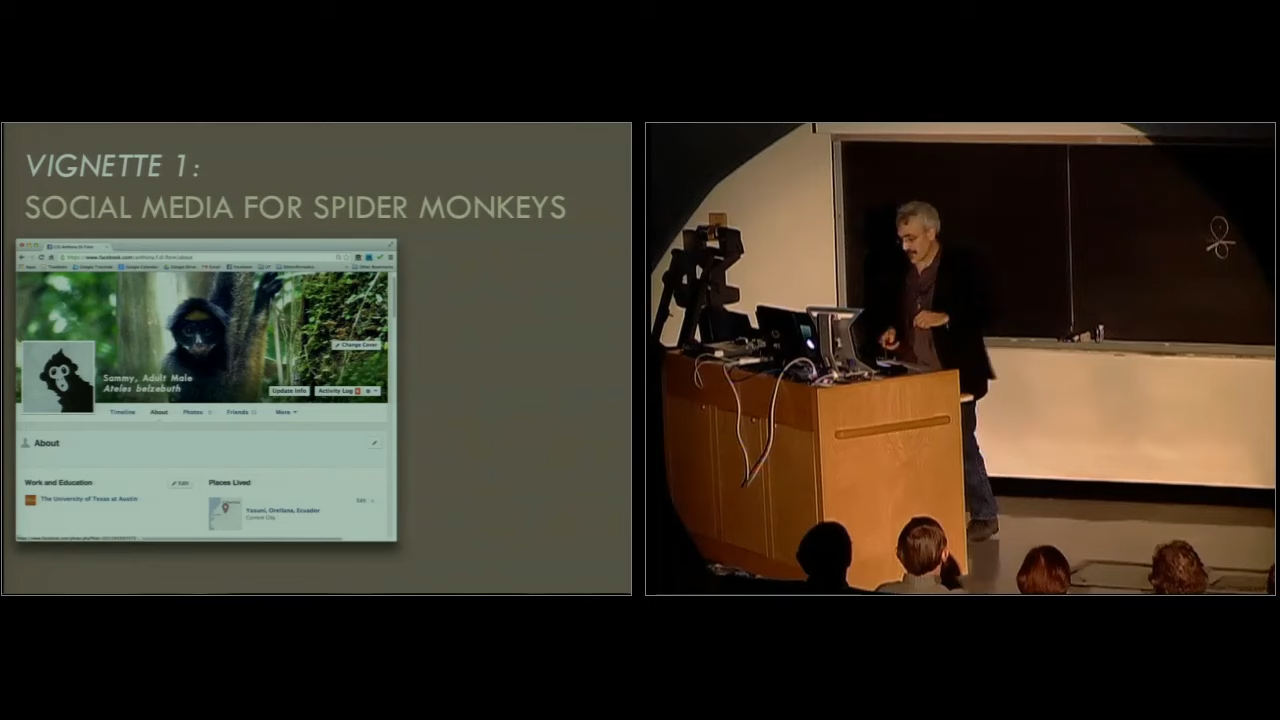 VIGNETTE 1:
SOCIAL MEDIA FOR SPIDER MONKEYS
Change Cover
Sammy, Adult Male
Ateles belzebuth
Update Info
Activity Log
Timeline
About
Photos
Friends
More
About
Work and Education
Edit
Places Lived
The University of Texas at Austin
Edit
Yasuni, Orellana, Ecuador
Current City